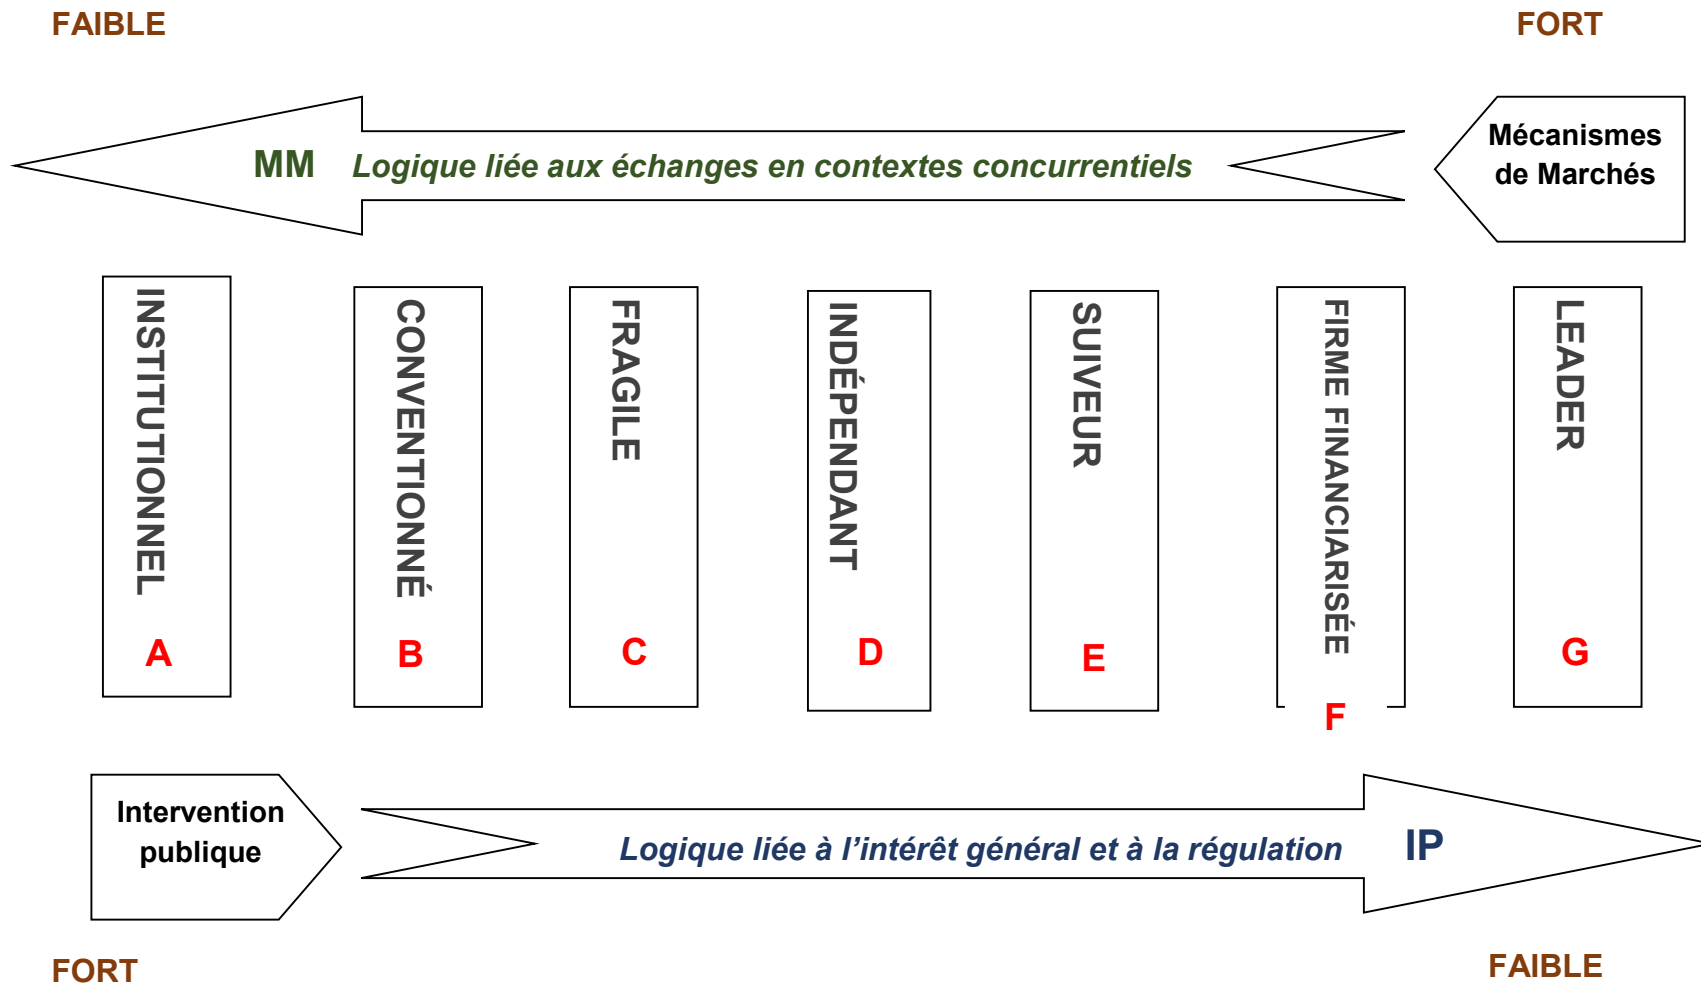 FAIBLE
FORT
Mécanismes
de Marchés
MM Logique liée aux échanges en contextes concurrentiels
INSTITUTIONNEL
A
CONVENTIONNÉ
B
FRAGILE
C
INDÉPENDANT
D
SUIVEUR
E
FIRME FINANCIARISÉE
F
LEADER
G
Intervention
publique
Logique liée à l’intérêt général et à la régulation IP
FORT
FAIBLE